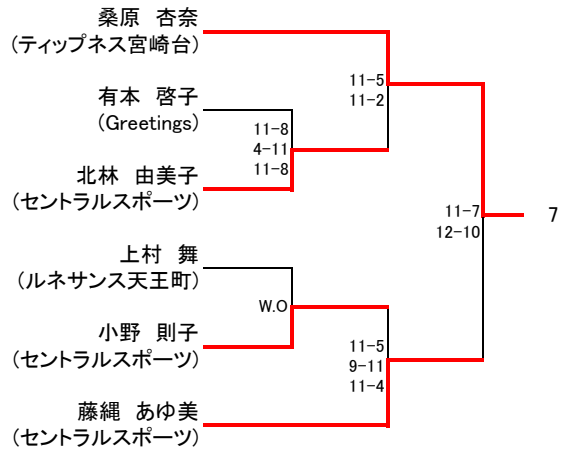 桑原　杏奈
(ティップネス宮崎台)
11-5
11-2
有本　啓子
(Greetings)
11-8
4-11
11-8
北林　由美子
(セントラルスポーツ)
11-7
12-10
7
上村　舞
(ルネサンス天王町)
W.O
小野　則子
(セントラルスポーツ)
11-5
9-11
11-4
藤縄　あゆ美
(セントラルスポーツ)